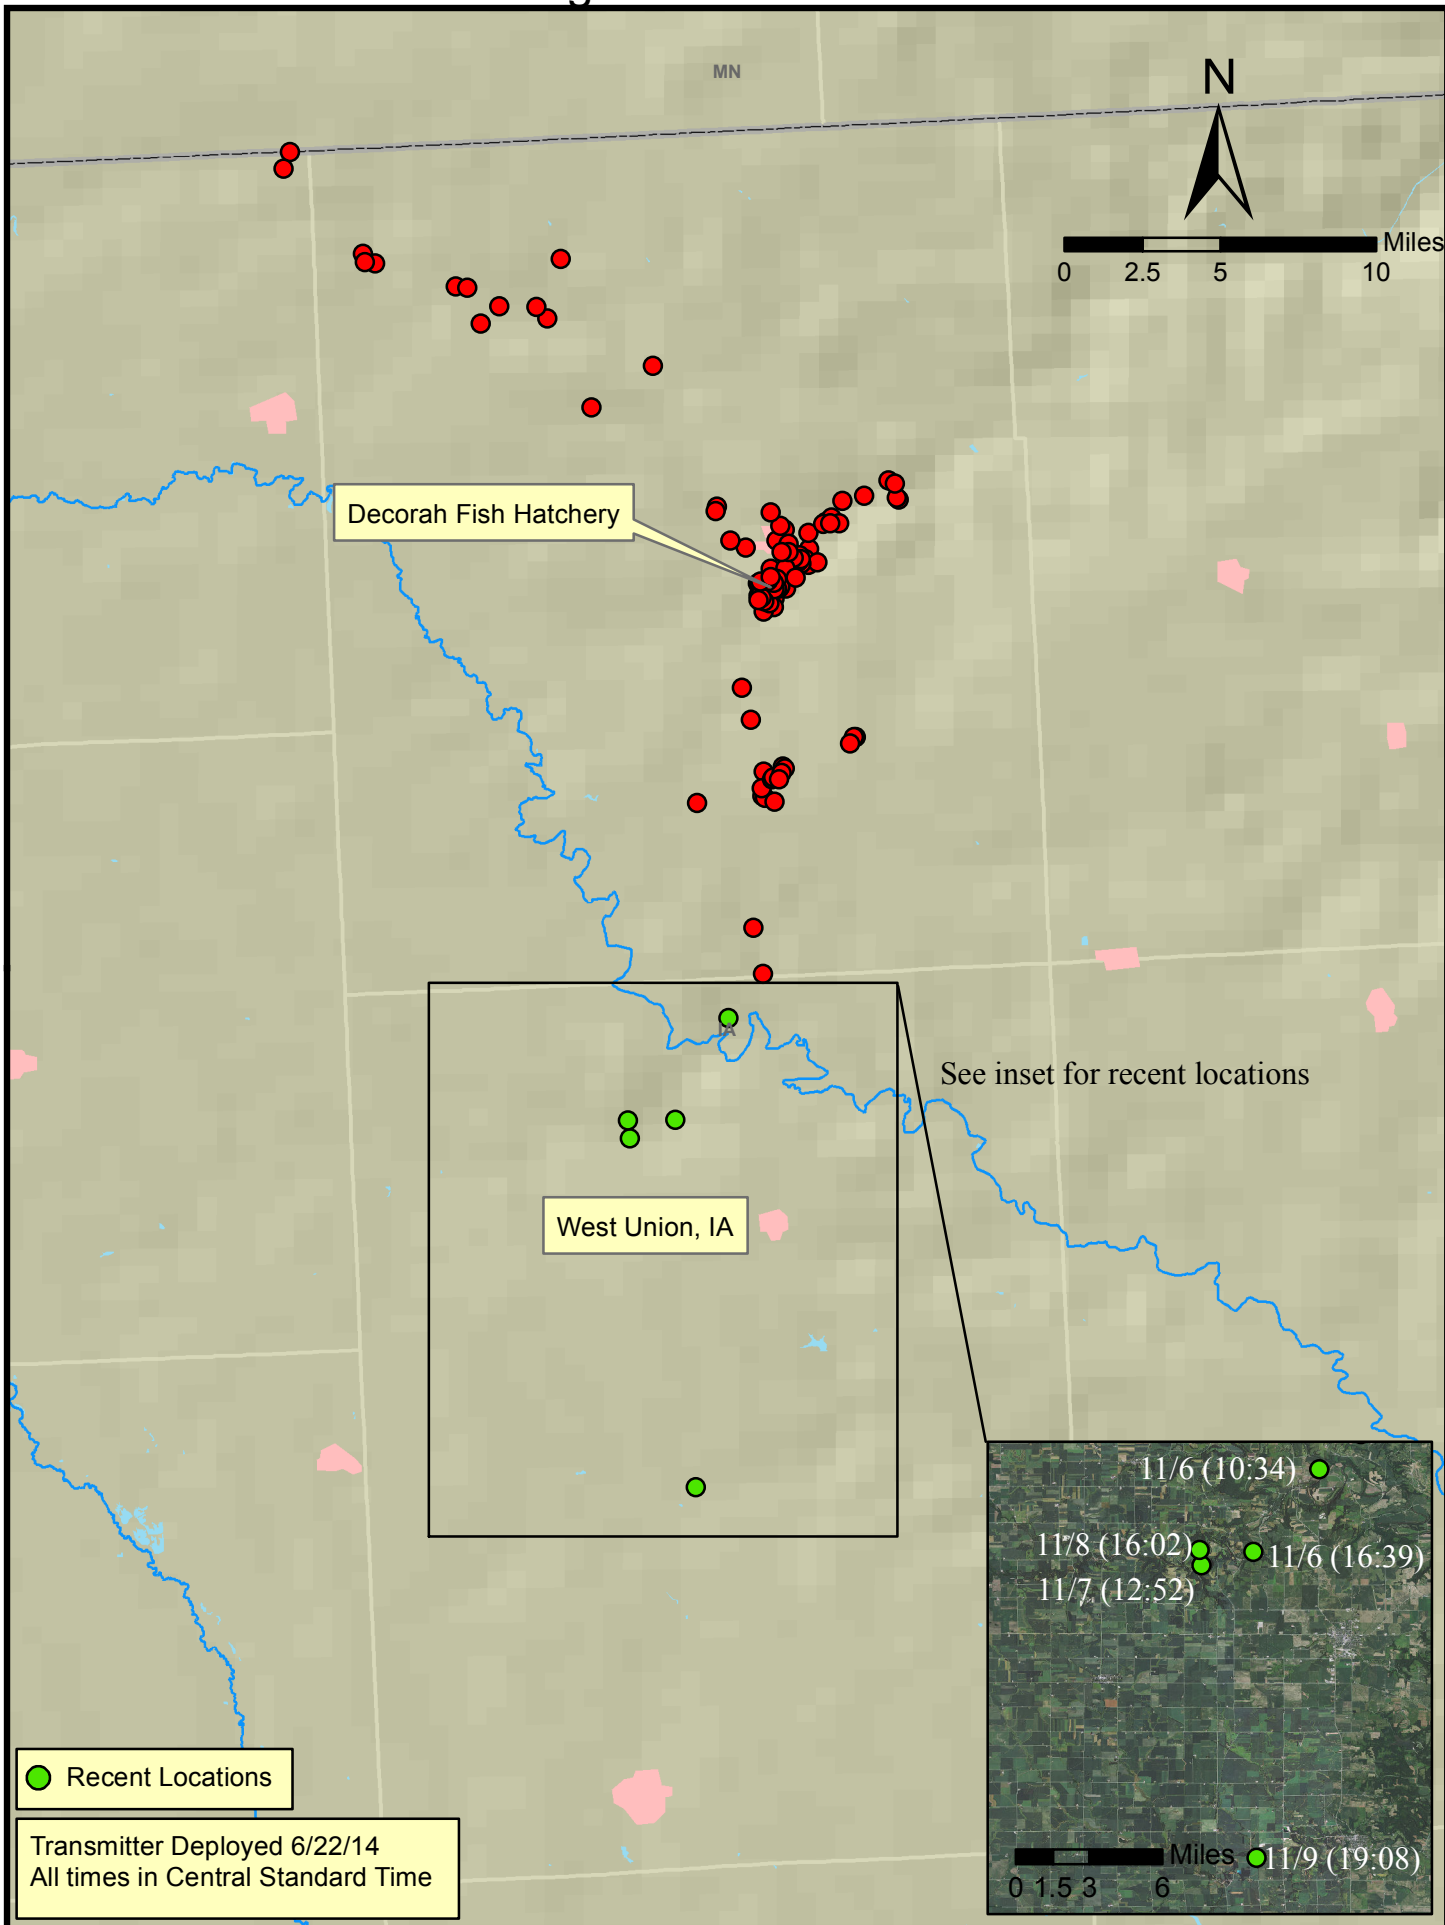 MN
N
Miles
0 2.5 5 10
Decorah Fish Hatchery
IA
See inset for recent locations
West Union, IA
11/6 (10:34)
11/8 (16:02)
11/6 (16:39)
11/7 (12:52)
Miles
11/9 (19:08)
0 1.5 3 6
Recent Locations
Transmitter Deployed 6/22/14
All times in Central Standard Time